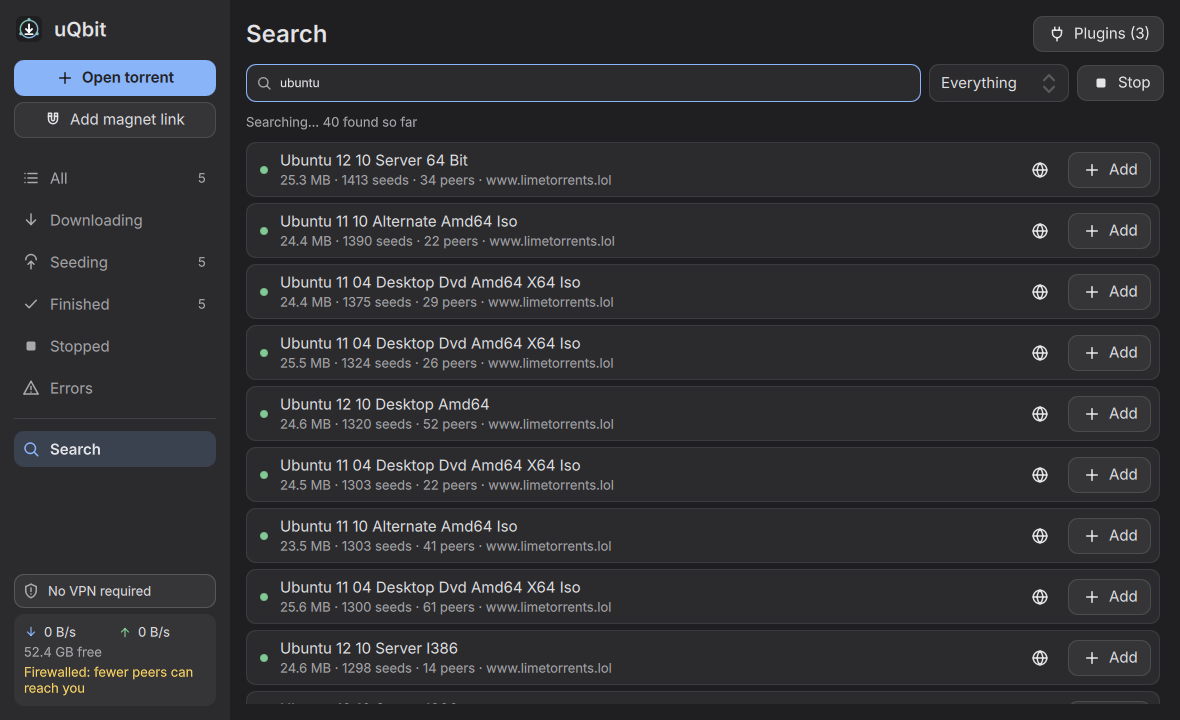 uQbit
Open torrent
Add magnet link
All 5
Downloading
Seeding 5
Finished 5
Stopped
Errors
Search
No VPN required
0 B/s 0 B/s
52.4 GB free
Firewalled: fewer peers can
reach you
Search
Plugins (3)
ubuntu
Everything
Stop
Searching... 40 found so far
Ubuntu 12 10 Server 64 Bit
25.3 MB · 1413 seeds · 34 peers · www.limetorrents.lol
Add
Ubuntu 11 10 Alternate Amd64 Iso
24.4 MB · 1390 seeds · 22 peers · www.limetorrents.lol
Add
Ubuntu 11 04 Desktop Dvd Amd64 X64 Iso
24.4 MB · 1375 seeds · 29 peers · www.limetorrents.lol
Add
Ubuntu 11 04 Desktop Dvd Amd64 X64 Iso
25.5 MB · 1324 seeds · 26 peers · www.limetorrents.lol
Add
Ubuntu 12 10 Desktop Amd64
24.6 MB · 1320 seeds · 52 peers · www.limetorrents.lol
Add
Ubuntu 11 04 Desktop Dvd Amd64 X64 Iso
24.5 MB · 1303 seeds · 22 peers · www.limetorrents.lol
Add
Ubuntu 11 10 Alternate Amd64 Iso
23.5 MB · 1303 seeds · 41 peers · www.limetorrents.lol
Add
Ubuntu 11 04 Desktop Dvd Amd64 X64 Iso
25.6 MB · 1300 seeds · 61 peers · www.limetorrents.lol
Add
Ubuntu 12 10 Server I386
24.6 MB · 1298 seeds · 14 peers · www.limetorrents.lol
Add